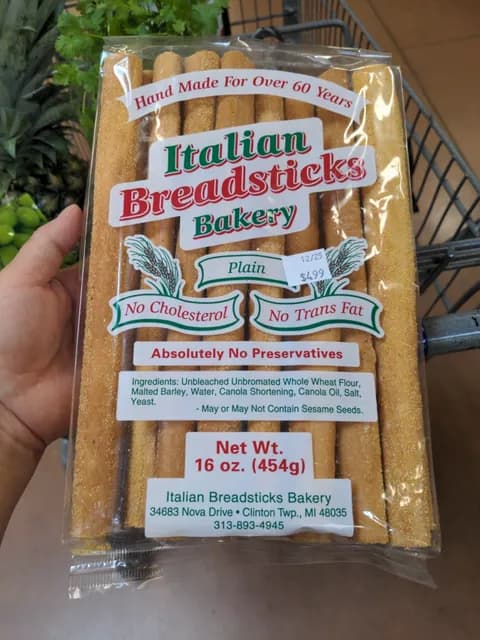 Hand Made For Over 60 Years
Italian
Breadsticks
Bakery
Plain
12/25
$4.99
No Cholesterol
No Trans Fat
Absolutely No Preservatives
Ingredients: Unbleached Unbromated Whole Wheat Flour,
Malted Barley, Water, Canola Shortening, Canola Oil, Salt,
Yeast.
- May or May Not Contain Sesame Seeds.
Net Wt.
16 oz. (454g)
Italian Breadsticks Bakery
34683 Nova Drive • Clinton Twp., MI 48035
313-893-4945